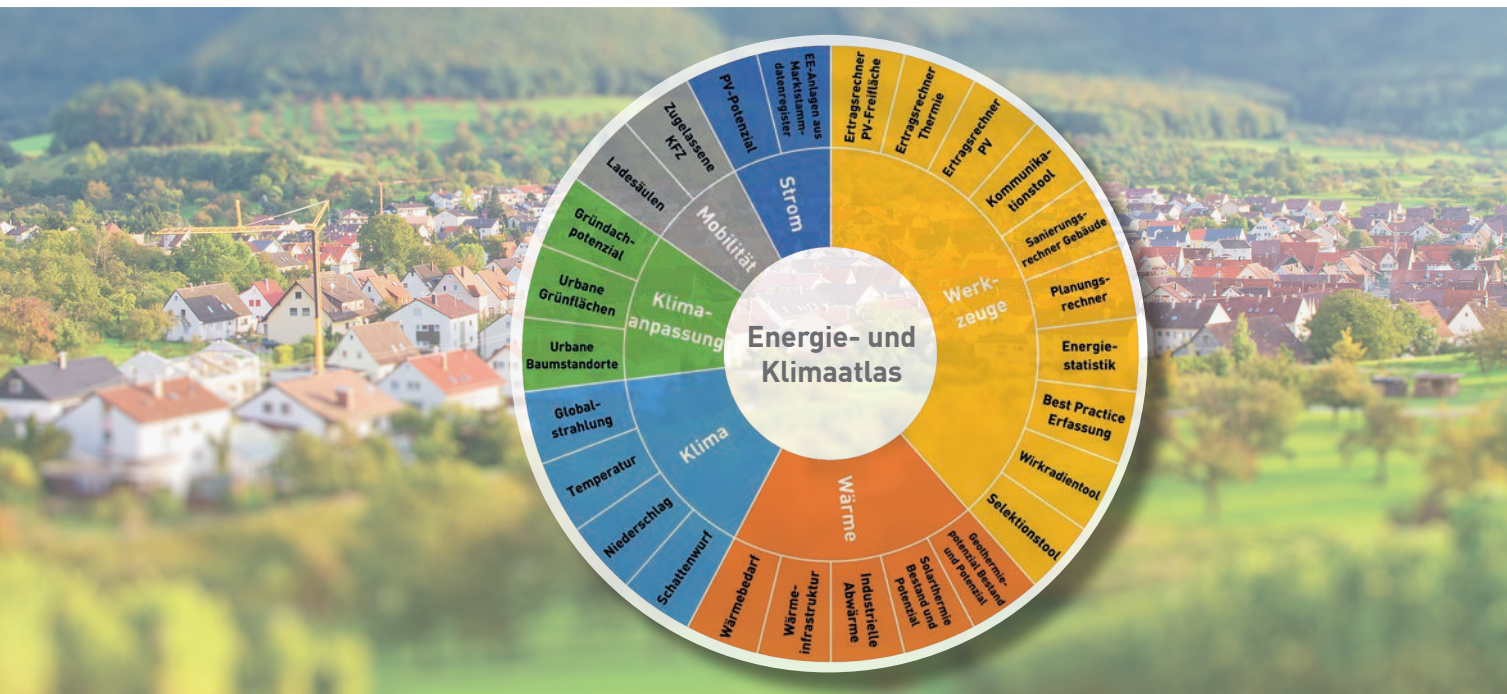 Energie- und
Klimaatlas
Strom
EE-Anlagen aus
Marktstamm-
datenregister
PV-Potenzial
Werk-
zeuge
Ertragsrechner
PV-Freifläche
Ertragsrechner
Thermie
Ertragsrechner
PV
Kommunika-
tionstool
Sanierungs-
rechner Gebäude
Planungs-
rechner
Energie-
statistik
Best Practice
Erfassung
Wirkradientool
Selektionstool
Wärme
Geothermie-
potenzial Bestand
und Potenzial
Solarthermie
Bestand und
Potenzial
Industrielle
Abwärme
Wärme-
infrastruktur
Wärmebedarf
Klima
Schattenwurf
Niederschlag
Temperatur
Global-
strahlung
Klima-
anpassung
Urbane
Baumstandorte
Urbane
Grünflächen
Gründach-
potenzial
Mobilität
Ladesäulen
Zugelassene
KFZ